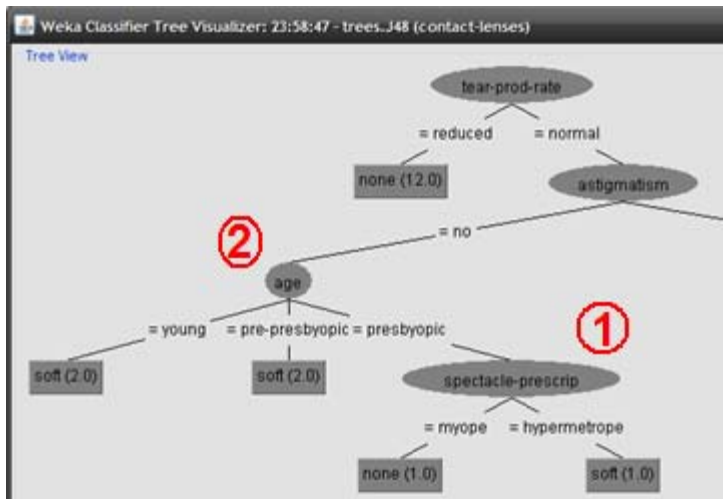 Weka Classifier Tree Visualizer: 23:58:47 - trees.J48 (contact-lenses)
Tree View
tear-prod-rate
= reduced = normal
none (12.0)
astigmatism
= no
2
age
1
= young = pre-presbyopic = presbyopic
soft (2.0) soft (2.0)
spectacle-prescrip
= myope = hypermetrope
none (1.0) soft (1.0)